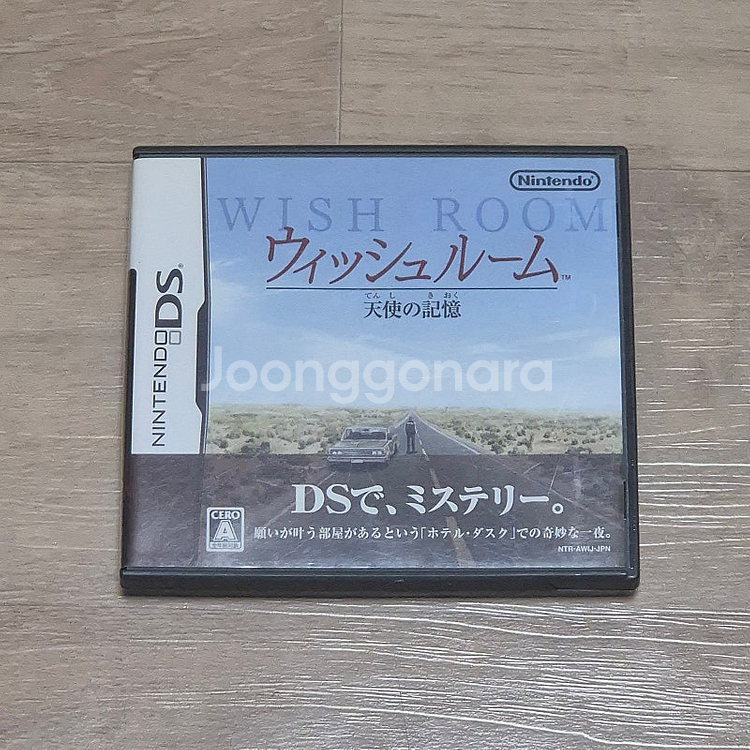 Nintendo®
WISH ROOM
ウィッシュルーム™
てんし きおく
天使の記憶
NINTENDO DS®
Joonggonara
DSで、ミステリー。
CERO
A
願いが叶う部屋があるという「ホテル・ダスク」での奇妙な一夜。
NTR-AWIJ-JPN